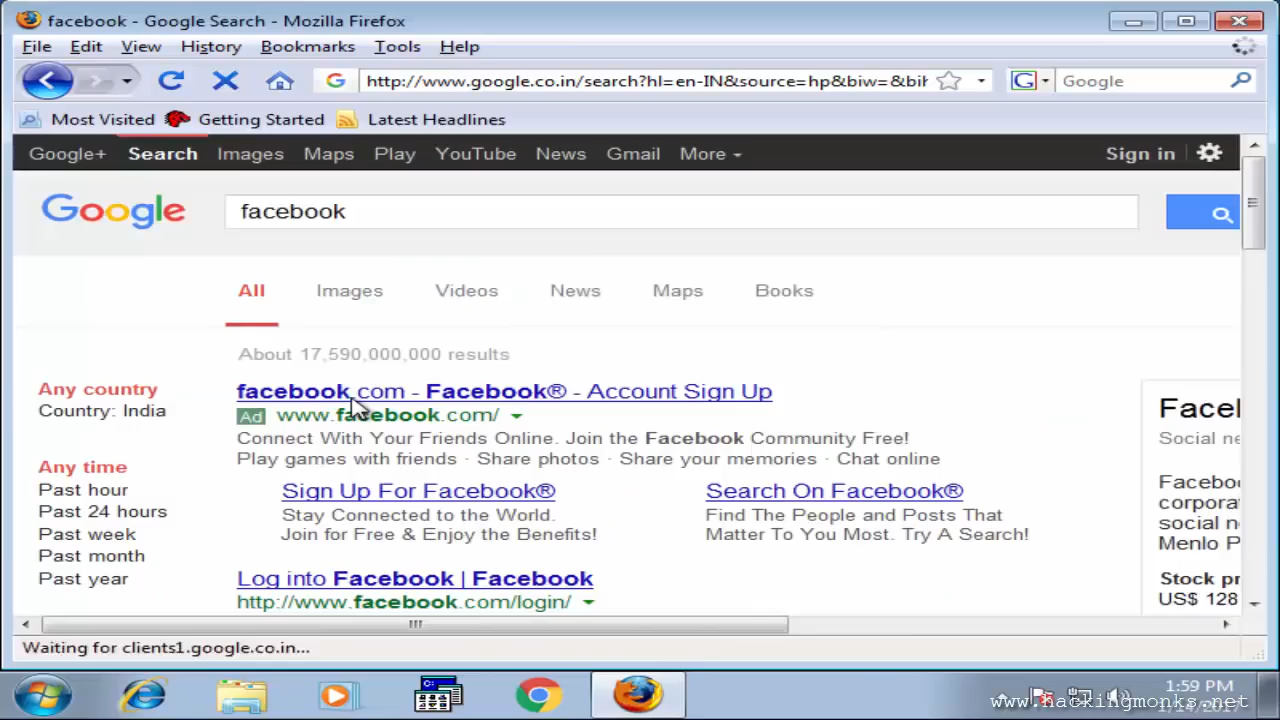 facebook - Google Search - Mozilla Firefox
File Edit View History Bookmarks Tools Help
http://www.google.co.in/search?hl=en-IN&source=hp&biw=&bil
Google
Most Visited Getting Started Latest Headlines
Google+ Search Images Maps Play YouTube News Gmail More Sign in
Google facebook
All Images Videos News Maps Books
About 17,590,000,000 results
Any country
Country: India
Any time
Past hour
Past 24 hours
Past week
Past month
Past year
facebook.com - Facebook® - Account Sign Up
Ad www.facebook.com/
Connect With Your Friends Online. Join the Facebook Community Free!
Play games with friends · Share photos · Share your memories · Chat online
Sign Up For Facebook®
Stay Connected to the World.
Join for Free & Enjoy the Benefits!
Search On Facebook®
Find The People and Posts That
Matter To You Most. Try A Search!
Log into Facebook | Facebook
http://www.facebook.com/login/
Social
corpora
social
Menlo
Stock
US$ 128
Waiting for clients1.google.co.in...
1:59 PM
www.hackingmonks.net